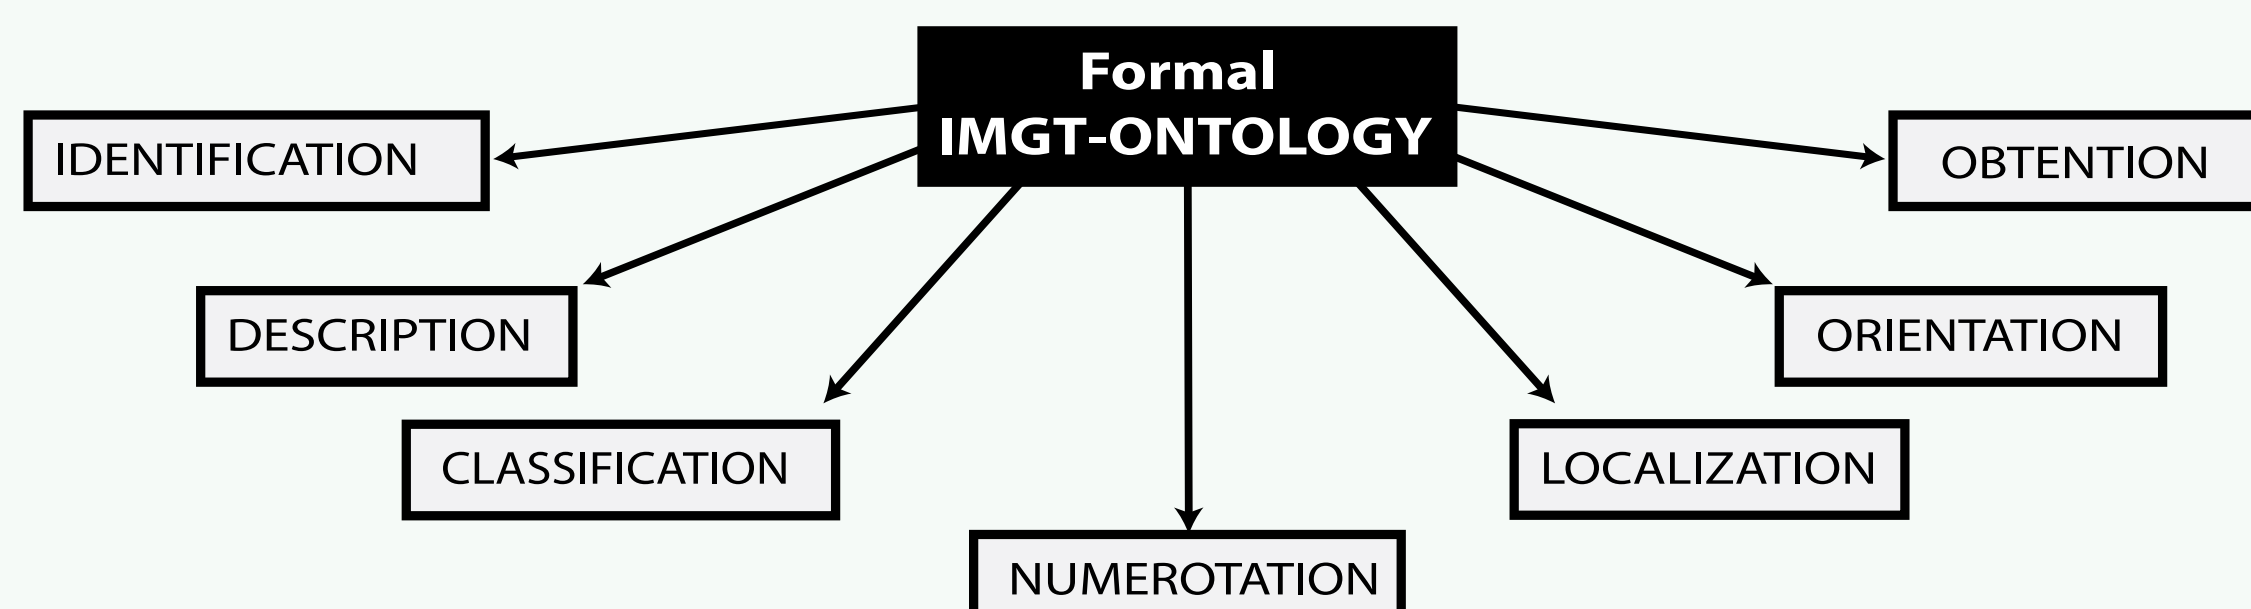 Formal
IMGT-ONTOLOGY
IDENTIFICATION
OBTENTION
DESCRIPTION
ORIENTATION
CLASSIFICATION
LOCALIZATION
NUMEROTATION